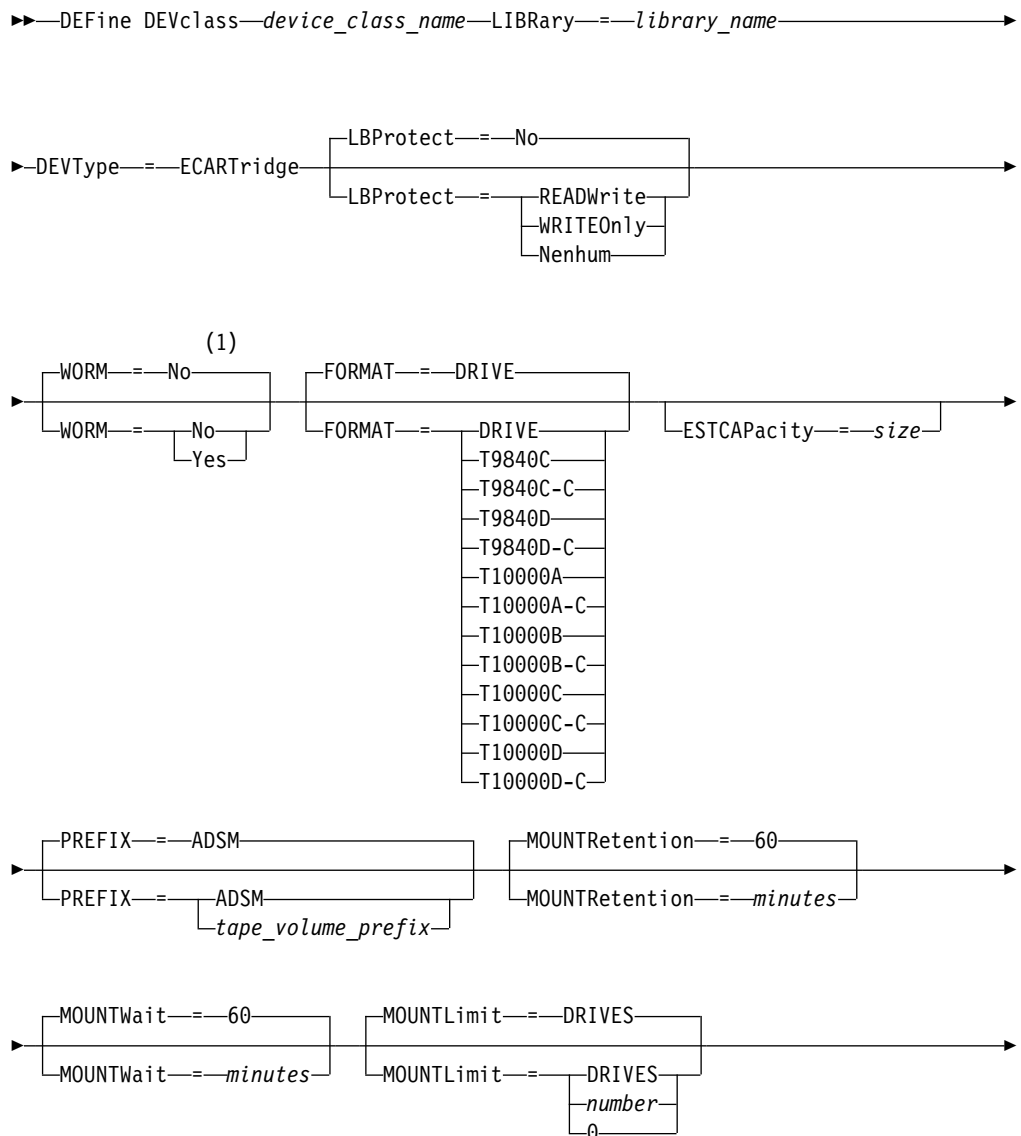 DEFine DEVclass device_class_name LIBRary = library_name
LBProtect = No
DEVType = ECARTridge
LBProtect = READWrite
WRITEOnly
Nenhum
(1)
WORM = No FORMAT = DRIVE
WORM = No FORMAT = DRIVE ESTCAPacity = size
Yes T9840C
T9840C-C
T9840D
T9840D-C
T10000A
T10000A-C
T10000B
T10000B-C
T10000C
T10000C-C
T10000D
T10000D-C
PREFIX = ADSM MOUNTRetention = 60
PREFIX = ADSM MOUNTRetention = minutes
tape_volume_prefix
MOUNTWait = 60 MOUNTLimit = DRIVES
MOUNTWait = minutes MOUNTLimit = DRIVES
number
0